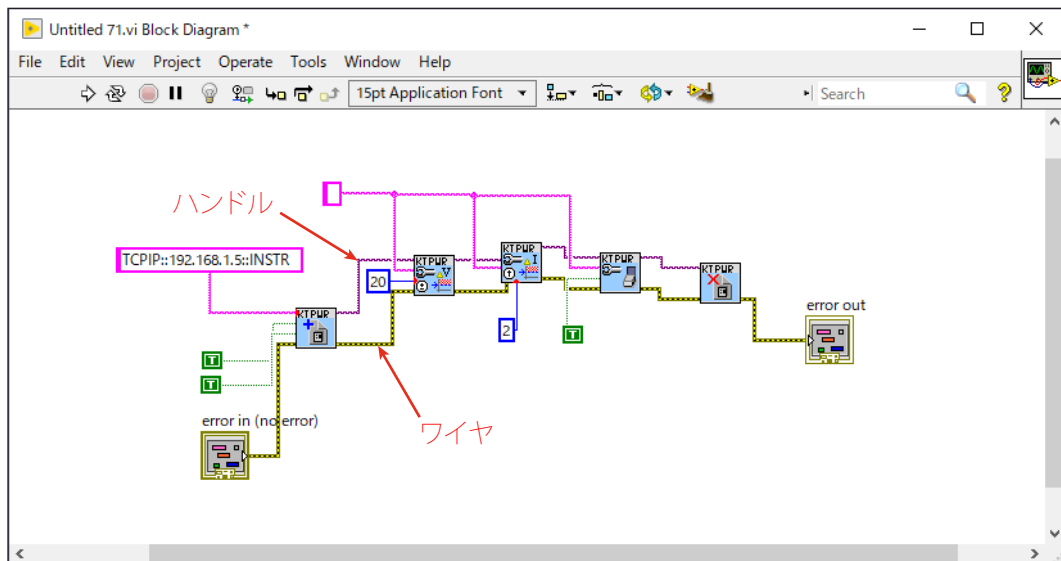 Untitled 71.vi Block Diagram *
File Edit View Project Operate Tools Window Help
15pt Application Font
Search
ハンドル
TCPIP::192.168.1.5::INSTR
KTPWR
V
20
KTPWR
I
2
KTPWR
T
KTPWR
error out
KTPWR
T
T
error in (no error)
ワイヤ